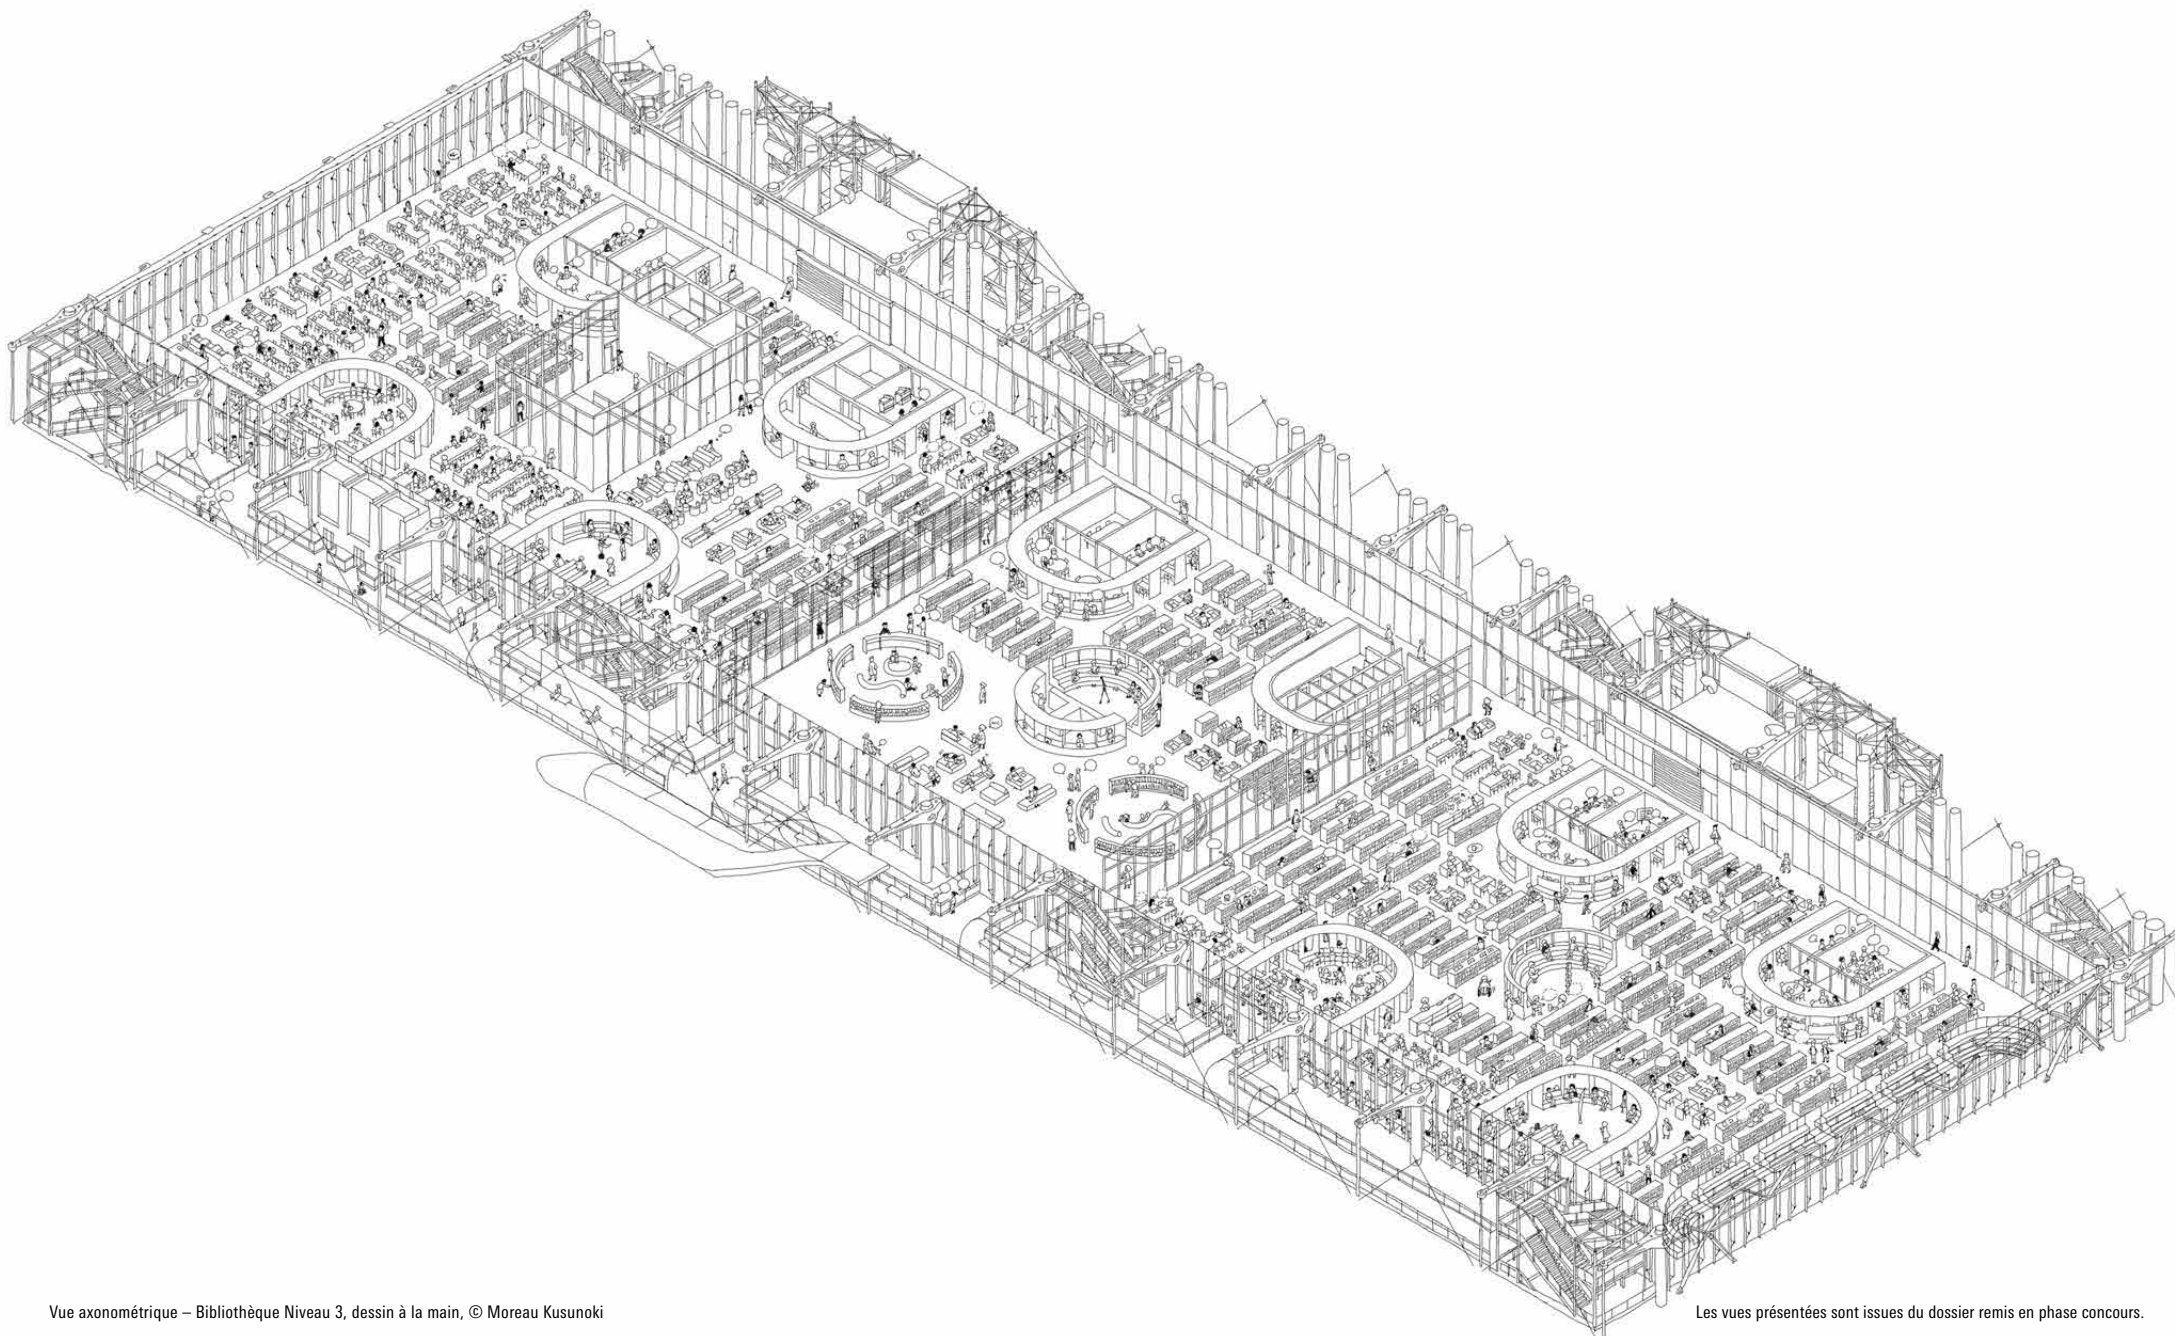 Vue axonométrique – Bibliothèque Niveau 3, dessin à la main, © Moreau Kusunoki
Les vues présentées sont issues du dossier remis en phase concours.